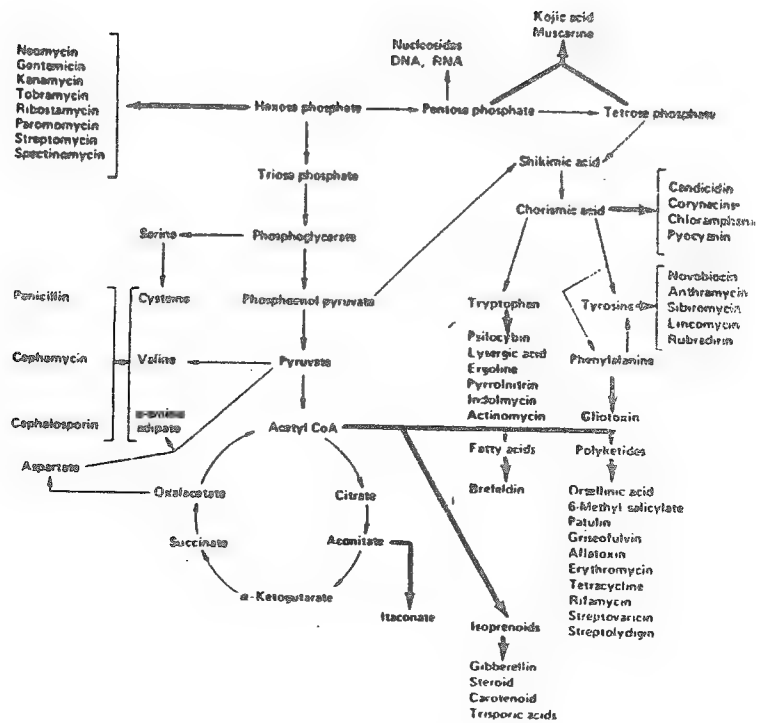 Kojic acid
Muscarine
Nucleosides
DNA, RNA
Neomycin
Gentamicin
Kanamycin
Tobramycin
Ribostamycin
Paromomycin
Streptomycin
Spectinomycin
Hexose phosphate
Pentose phosphate
Tetrose phosphate
Shikimic acid
Triose phosphate
Candicidin
Corynecins
Chlorampheni
Pyocyanin
Chorismic acid
Serine
Phosphoglycerate
Novobiocin
Anthramycin
Sibiromycin
Lincomycin
Rubradirin
Penicillin
Cysteine
Phosphoenol pyruvate
Tryptophan
Tyrosine
Psilocybin
Lysergic acid
Ergoline
Pyrrolnitrin
Indolmycin
Actinomycin
Cephamycin
Valine
Pyruvate
Phenylalanine
Gliotoxin
Cephalosporin
adipate
Acetyl CoA
Fatty acids
Polyketides
Aspartate
Oxalacetate
Citrate
Brefeldin
Orsellinic acid
6-Methyl salicylate
Patulin
Griseofulvin
Aflatoxin
Erythromycin
Tetracycline
Rifamycin
Streptovaricin
Streptolydigin
Succinate
Aconitate
α-Ketogutarate
Itaconate
Isoprenoids
Gibberellin
Steroid
Carotenoid
Trisporic acids